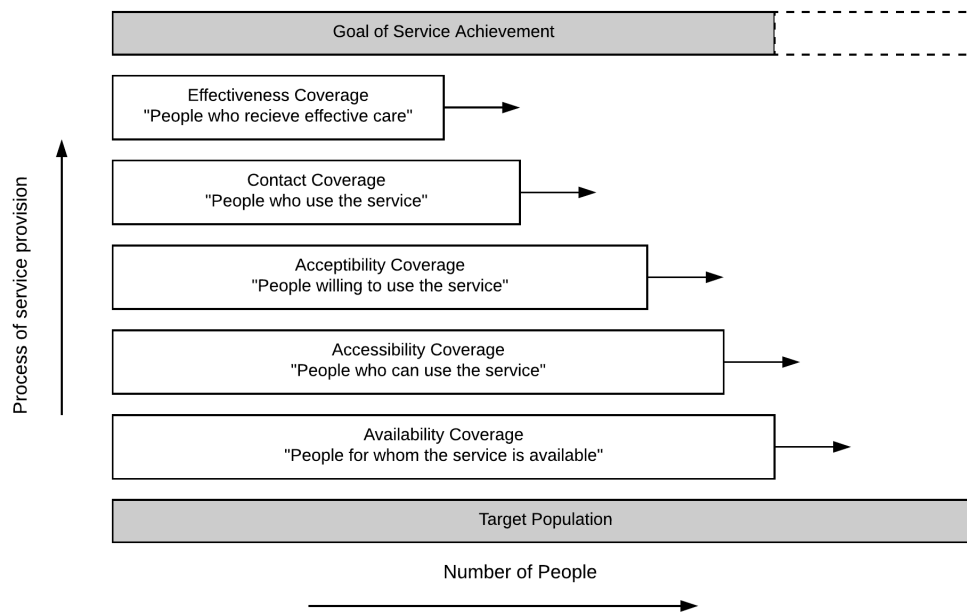 Goal of Service Achievement
Effectiveness Coverage
"People who recieve effective care"
Contact Coverage
"People who use the service"
Acceptibility Coverage
"People willing to use the service"
Accessibility Coverage
"People who can use the service"
Availability Coverage
"People for whom the service is available"
Target Population
Number of People
Process of service provision